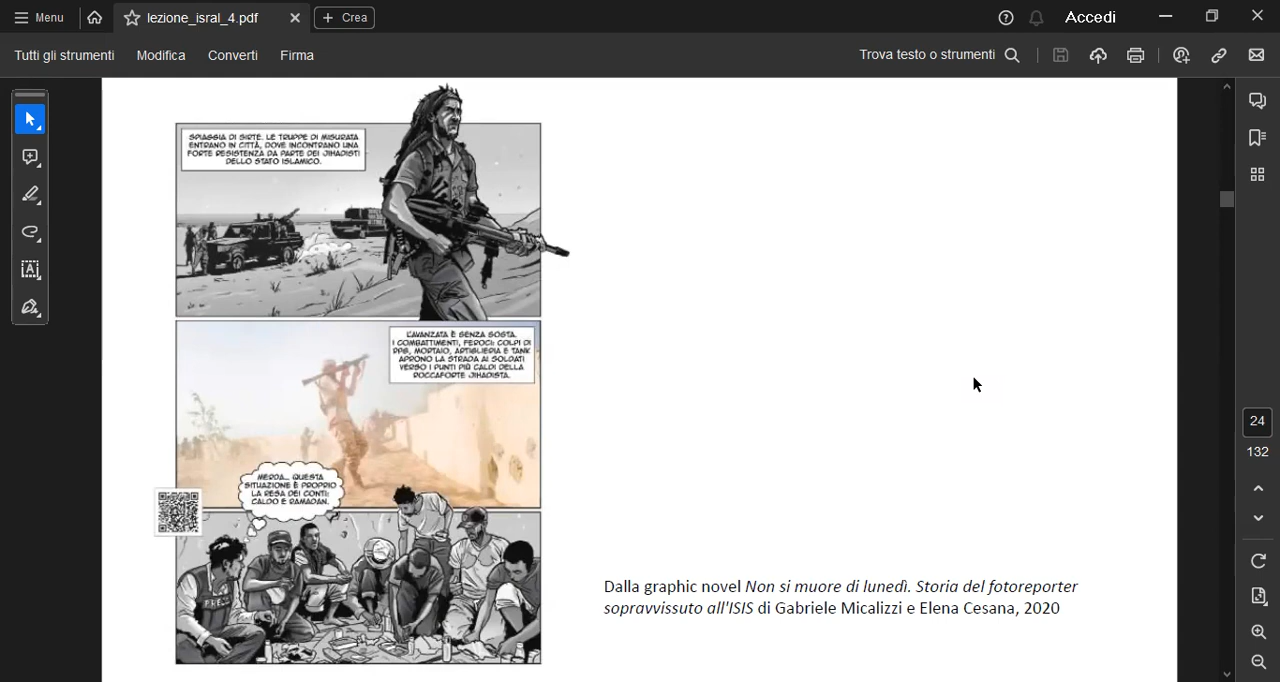 Menu
lezione_isral_4.pdf
Crea
Accedi
Tutti gli strumenti
Modifica
Converti
Firma
Trova testo o strumenti
SPIAGGIA DI SIRTE. LE TRUPPE DI MISURATA
ENTRANO IN CITTÀ, DOVE INCONTRANO UNA
FORTE RESISTENZA DA PARTE DEI JIHADISTI
DELLO STATO ISLAMICO.
L'AVANZATA È SENZA SOSTA.
I COMBATTIMENTI, FEROCI: COLPI DI
RPG, MORTAIO, ARTIGLIERIA E TANK
APRONO LA STRADA AI SOLDATI
VERSO I PUNTI PIÙ CALDI DELLA
ROCCAFORTE JIHADISTA.
MERDA... QUESTA
SITUAZIONE È PROPRIO
LA RESA DEI CONTI:
CALDO E RAMADAN.
PRESS
Dalla graphic novel Non si muore di lunedì. Storia del fotoreporter
sopravvissuto all'ISIS di Gabriele Micalizzi e Elena Cesana, 2020
24
132